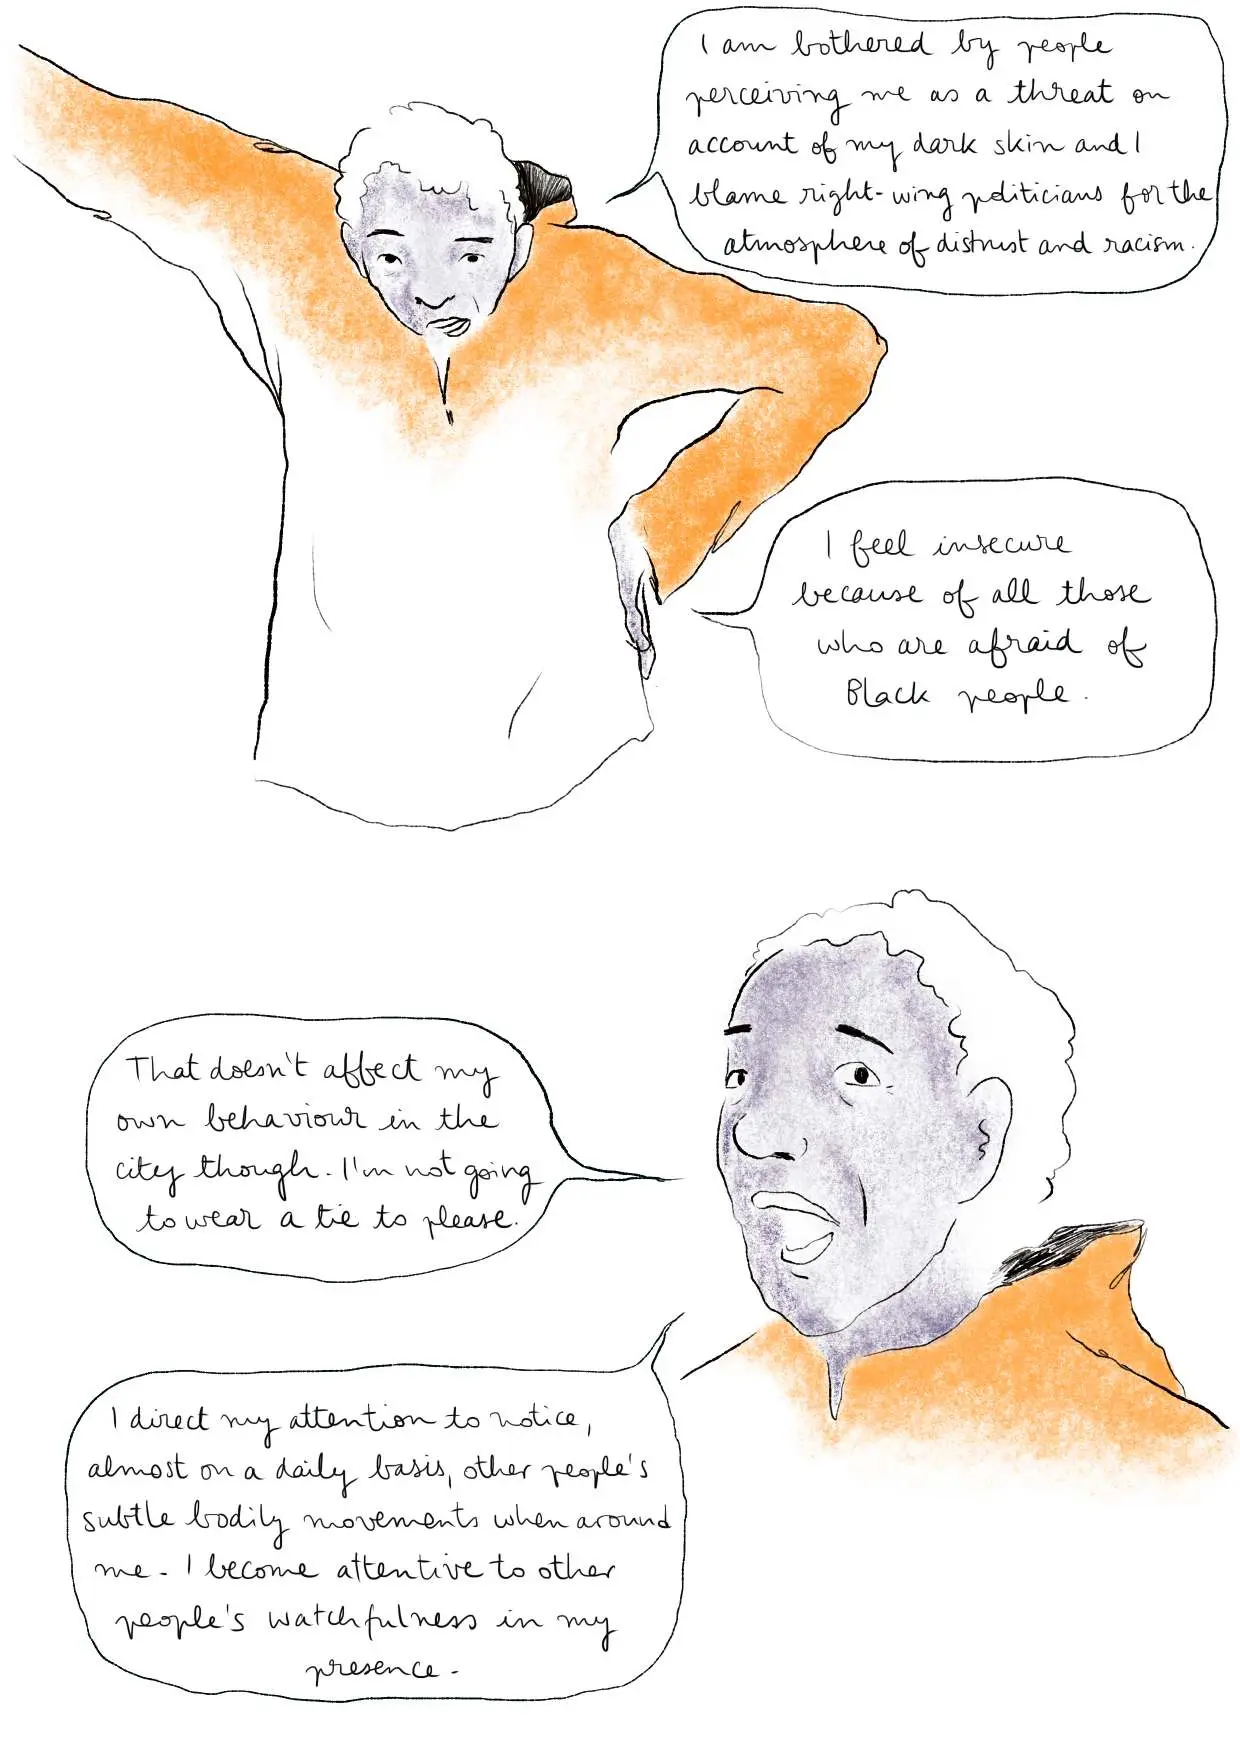 I am bothered by people
perceiving me as a threat on
account of my dark skin and I
blame right-wing politicians for the
atmosphere of distrust and racism.
I feel insecure
because of all those
who are afraid of
Black people.
That doesn't affect my
own behaviour in the
city though. I'm not going
to wear a tie to please.
I direct my attention to notice,
almost on a daily basis, other people's
subtle bodily movements when around
me. I become attentive to other
people's watchfulness in my
presence.